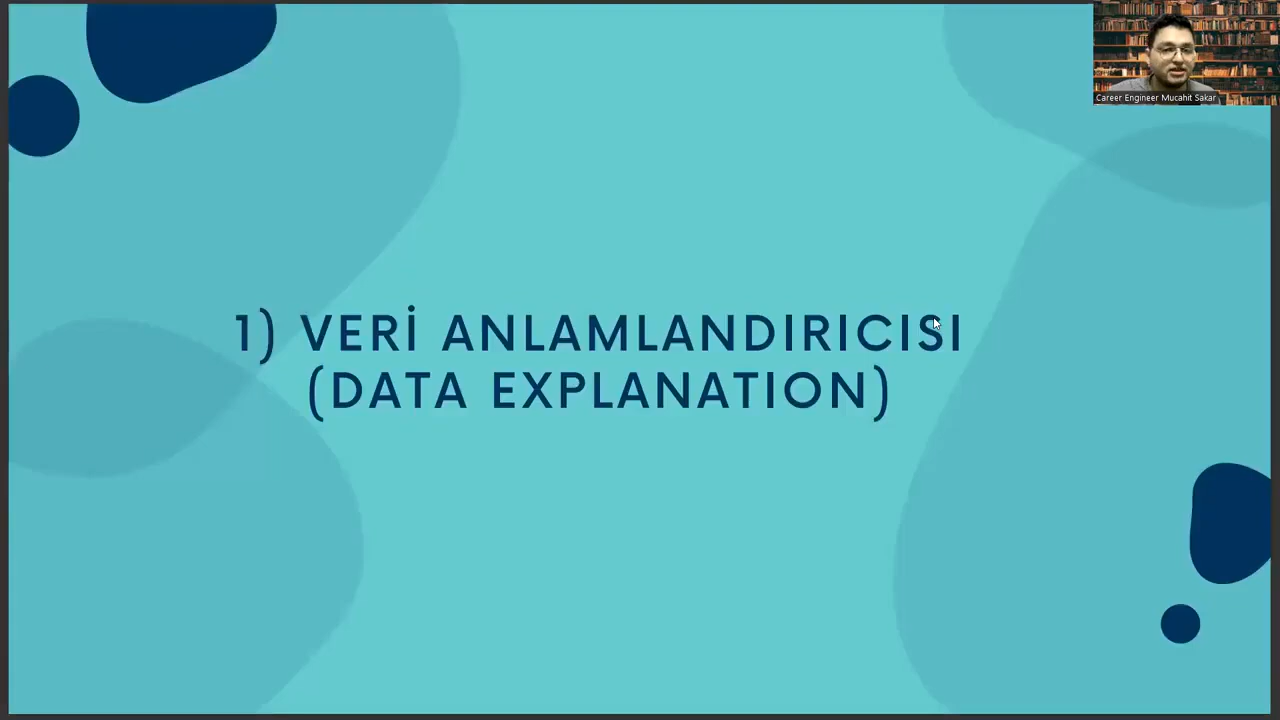 Career Engineer Mucahit Sakar
1) VERİ ANLAMLANDIRICISI
(DATA EXPLANATION)